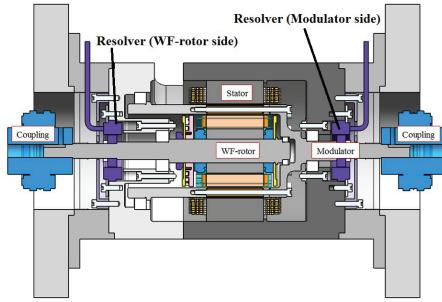 Resolver (Modulator side)
Resolver (WF-rotor side)
Stator
Coupling
Coupling
WF-rotor
Modulator